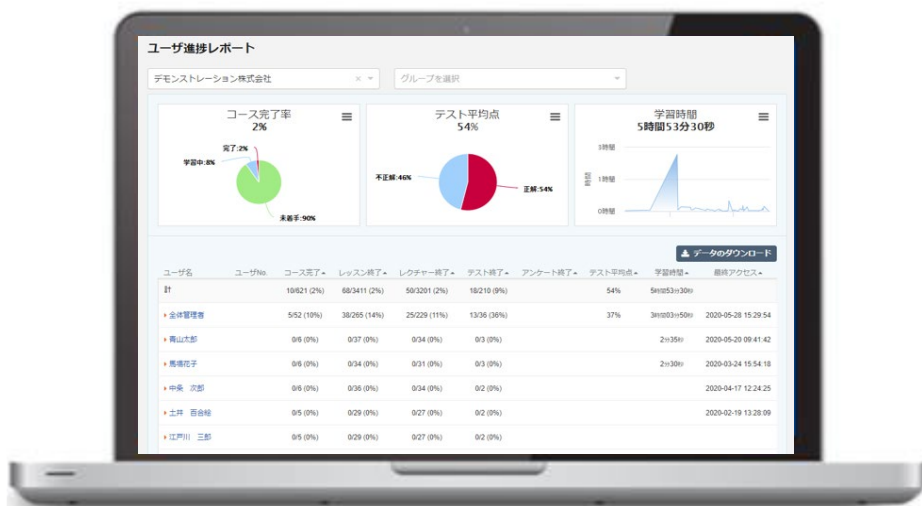 ユーザ進捗レポート
デモンストレーション株式会社 × グループを選択
コース完了率
2%
完了:2%
学習中:8%
未着手:90%
テスト平均点
54%
不正解:46%
正解:54%
学習時間
5時間53分30秒
3時間
1時間
0時間
時間
データのダウンロード
ユーザ名 ユーザNo. コース完了 レッスン終了 レクチャー終了 テスト終了 アンケート終了 テスト平均点 学習時間 最終アクセス
計 10/621 (2%) 68/3411 (2%) 50/3201 (2%) 18/210 (9%) 54% 5時間53分30秒
全体管理者 5/52 (10%) 38/265 (14%) 25/229 (11%) 13/36 (36%) 37% 3時間03分50秒 2020-05-28 15:29:54
青山太郎 0/6 (0%) 0/37 (0%) 0/34 (0%) 0/3 (0%) 2分35秒 2020-05-20 09:41:42
馬場花子 0/6 (0%) 0/34 (0%) 0/31 (0%) 0/3 (0%) 2分30秒 2020-03-24 15:54:18
中条 次郎 0/6 (0%) 0/36 (0%) 0/34 (0%) 0/2 (0%) 2020-04-17 12:24:25
土井 百合絵 0/5 (0%) 0/29 (0%) 0/27 (0%) 0/2 (0%) 2020-02-19 13:28:09
江戸川 三郎 0/5 (0%) 0/29 (0%) 0/27 (0%) 0/2 (0%)